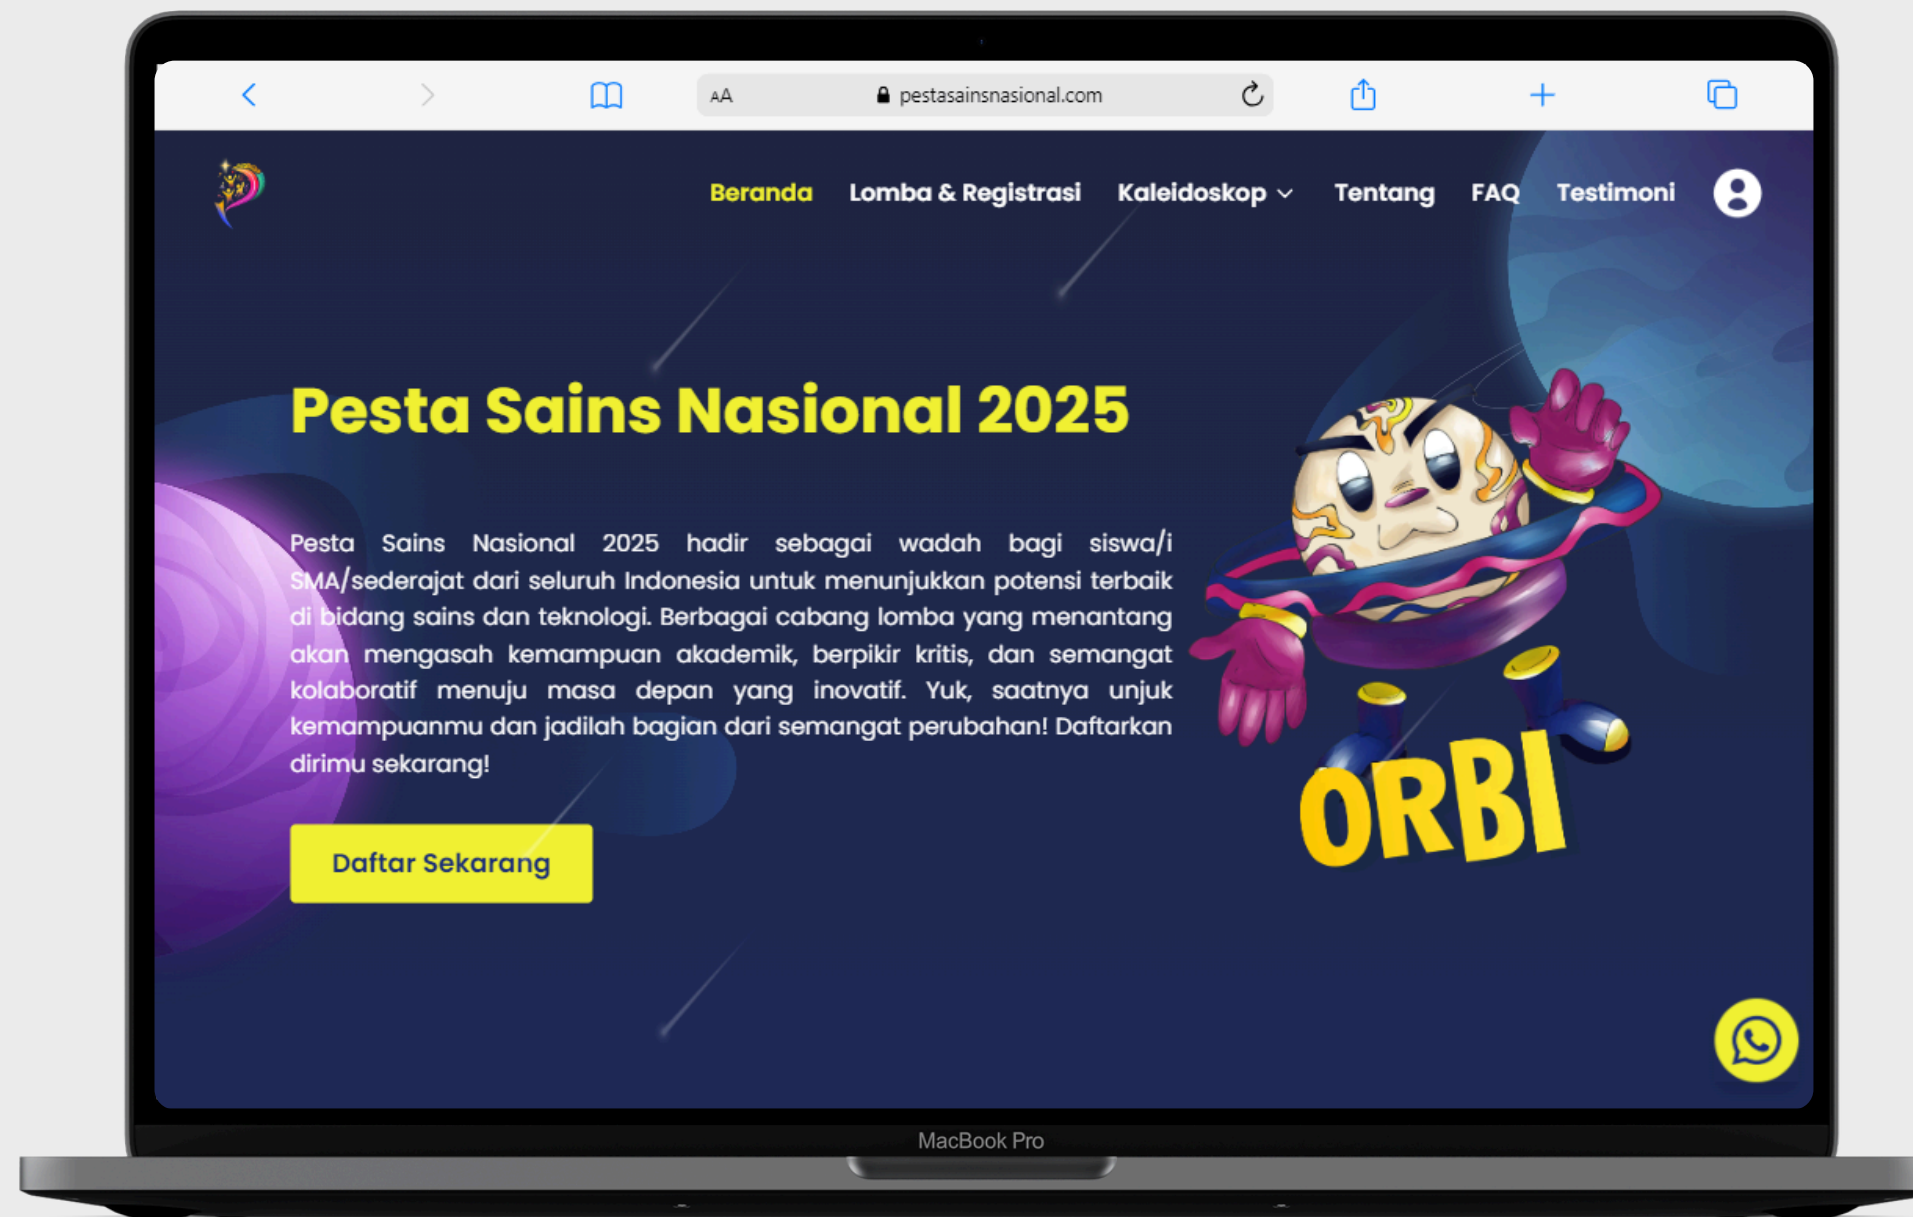 AA
pestasainsnasional.com
Beranda Lomba & Registrasi Kaleidoskop Tentang FAQ Testimoni
Pesta Sains Nasional 2025
Pesta Sains Nasional 2025 hadir sebagai wadah bagi siswa/i
SMA/sederajat dari seluruh Indonesia untuk menunjukkan potensi terbaik
di bidang sains dan teknologi. Berbagai cabang lomba yang menantang
akan mengasah kemampuan akademik, berpikir kritis, dan semangat
kolaboratif menuju masa depan yang inovatif. Yuk, saatnya unjuk
kemampuanmu dan jadilah bagian dari semangat perubahan! Daftarkan
dirimu sekarang!
Daftar Sekarang
ORBI
MacBook Pro